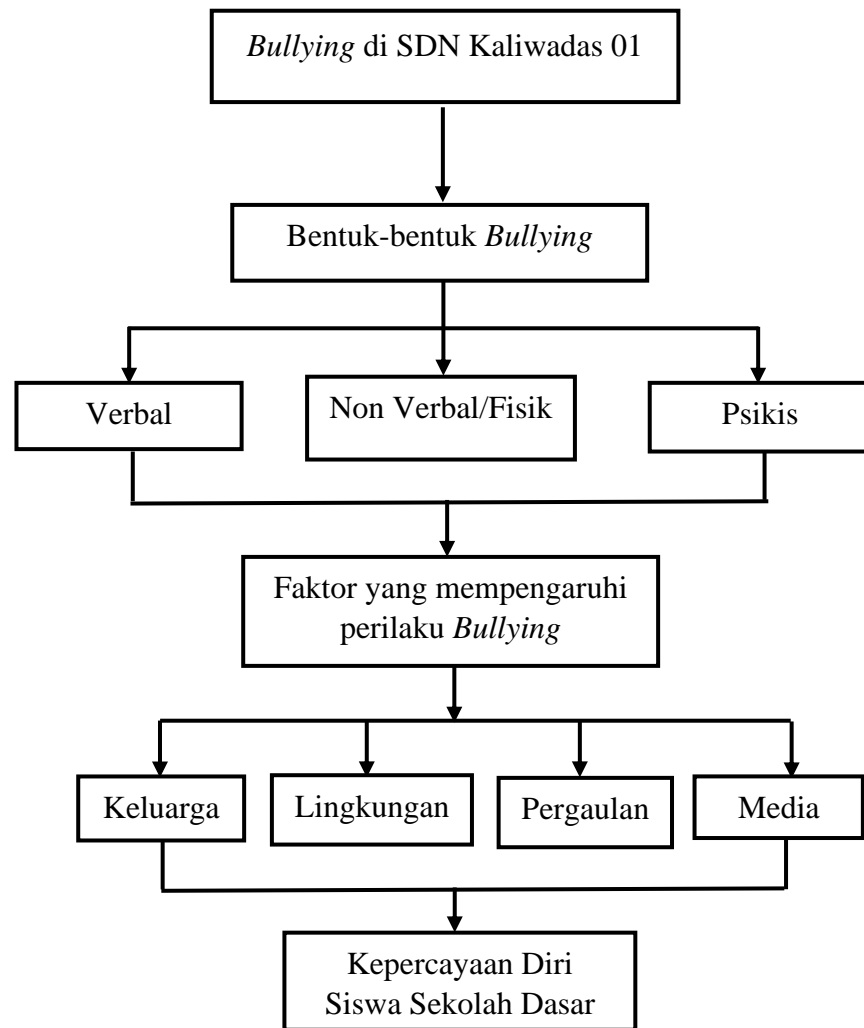 Bullying di SDN Kaliwadas 01
Bentuk-bentuk Bullying
Verbal
Non Verbal/Fisik
Psikis
Faktor yang mempengaruhi
perilaku Bullying
Keluarga
Lingkungan
Pergaulan
Media
Kepercayaan Diri
Siswa Sekolah Dasar